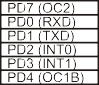 PD7 (OC2)
PD0 (RXD)
PD1 (TXD)
PD2 (INT0)
PD3 (INT1)
PD4 (OC1B)